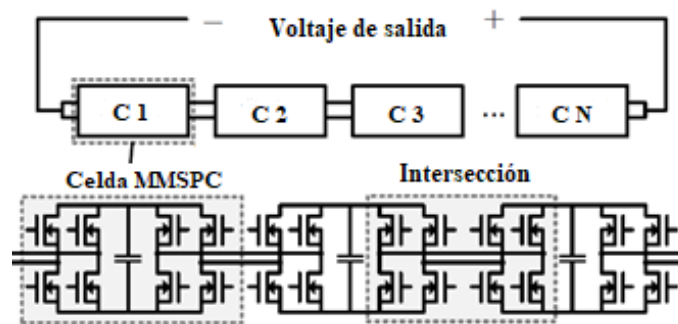 − Voltaje de salida +
C 1 C 2 C 3 ... C N
Celda MMSPC Intersección